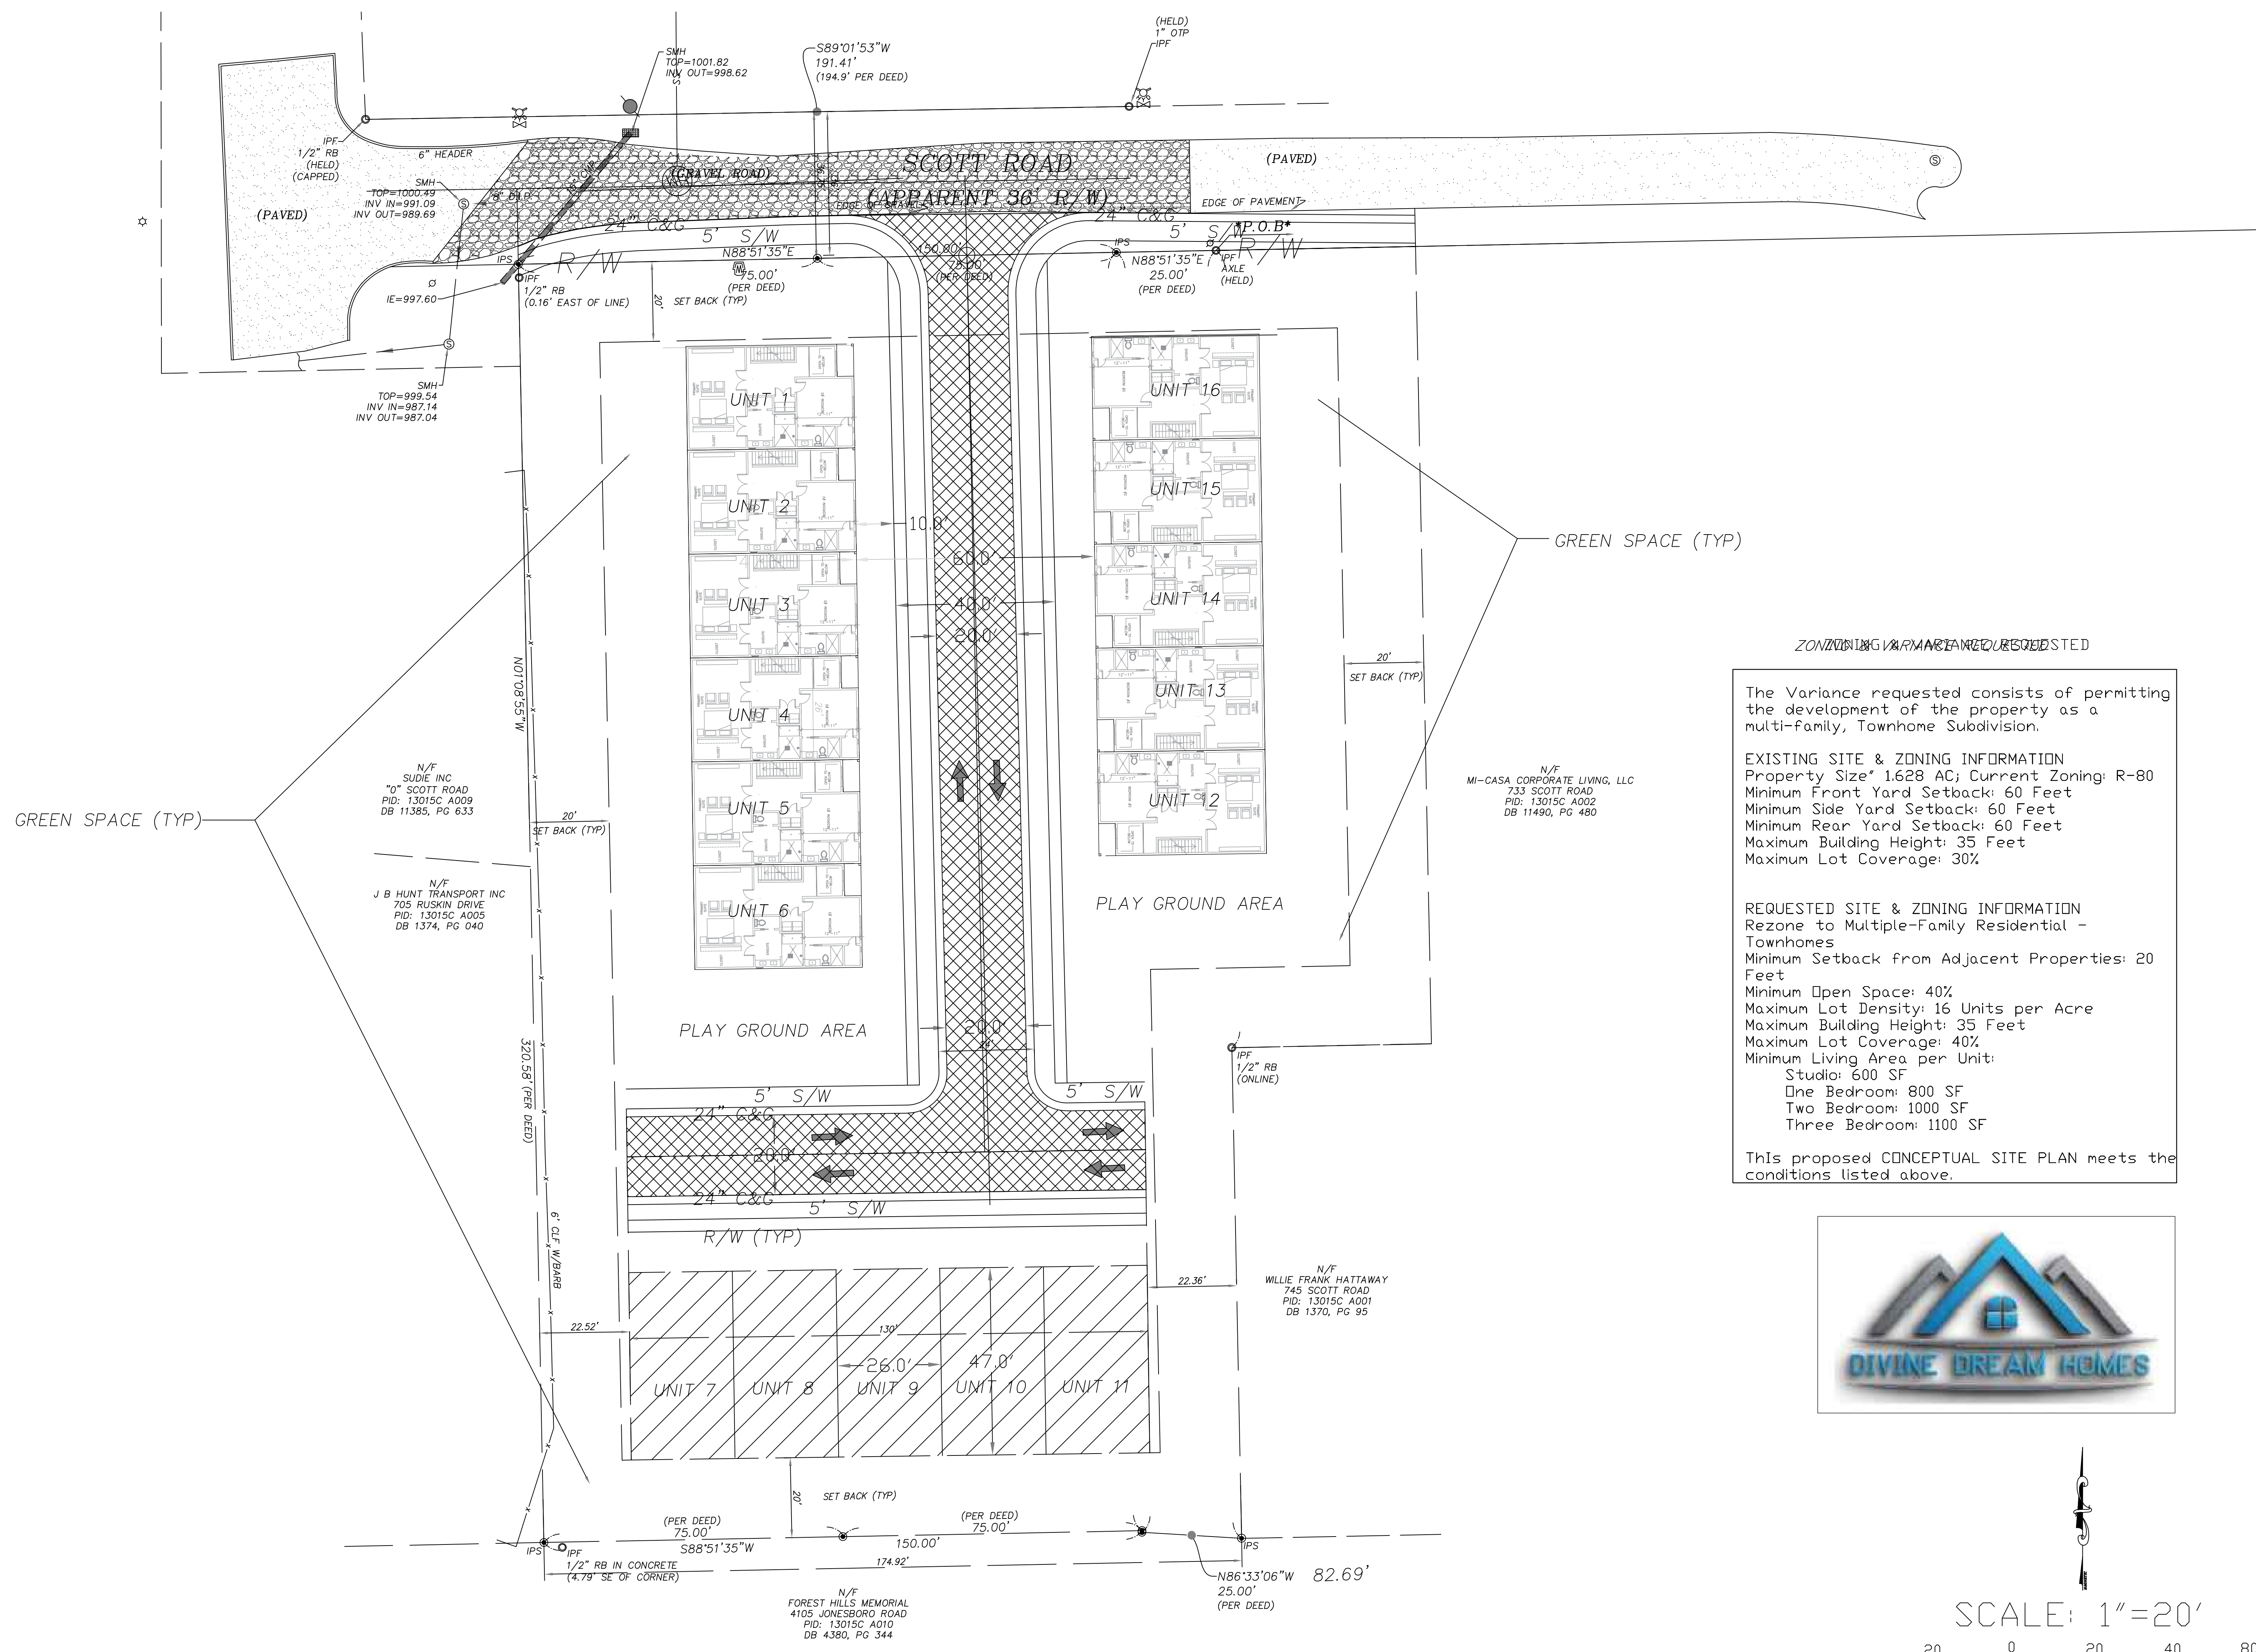 (HELD)
1" OTP
IPF
SMH
TOP=1001.82
INV OUT=998.62
S
S89°01'53"W
191.41'
(194.9' PER DEED)
IPF
1/2" RB
(HELD)
(CAPPED)
6" HEADER
SMH
TOP=1000.49
INV IN=991.09
INV OUT=989.69
8" DIP
(PAVED)
(GRAVEL ROAD)
SCOTT ROAD
(APPARENT 36' R/W)
EDGE OF GRAVEL
(PAVED)
EDGE OF PAVEMENT
24" C&G
5' S/W
24" C&G
5' S/W
*P.O.B*
R/W
R/W
IPS
IPF
1/2" RB
(0.16' EAST OF LINE)
IE=997.60
N88°51'35"E
75.00'
(PER DEED)
150.00'
75.00'
(PER DEED)
IPS
N88°51'35"E
25.00'
(PER DEED)
IPF
AXLE
(HELD)
20'
SET BACK (TYP)
SMH
TOP=999.54
INV IN=987.14
INV OUT=987.04
UNIT 1
UNIT 2
UNIT 3
UNIT 4
UNIT 5
UNIT 6
UNIT 16
UNIT 15
UNIT 14
UNIT 13
UNIT 12
10.0'
60.0'
40.0'
20.0'
GREEN SPACE (TYP)
N01°08'55"W
20'
SET BACK (TYP)
N/F
SUDIE INC
"0" SCOTT ROAD
PID: 13015C A009
DB 11385, PG 633
GREEN SPACE (TYP)
20'
SET BACK (TYP)
N/F
J B HUNT TRANSPORT INC
705 RUSKIN DRIVE
PID: 13015C A005
DB 1374, PG 040
N/F
MI-CASA CORPORATE LIVING, LLC
733 SCOTT ROAD
PID: 13015C A002
DB 11490, PG 480
PLAY GROUND AREA
PLAY GROUND AREA
20.0'
24'
IPF
1/2" RB
(ONLINE)
320.58' (PER DEED)
5' S/W
5' S/W
24" C&G
20.0'
24" C&G
5' S/W
R/W (TYP)
6' CLF W/BARB
22.52'
22.36'
N/F
WILLIE FRANK HATTAWAY
745 SCOTT ROAD
PID: 13015C A001
DB 1370, PG 95
130'
26.0'
47.0'
UNIT 7
UNIT 8
UNIT 9
UNIT 10
UNIT 11
20'
SET BACK (TYP)
(PER DEED)
75.00'
S88°51'35"W
(PER DEED)
75.00'
150.00'
174.92'
IPS
IPF
1/2" RB IN CONCRETE
(4.79' SE OF CORNER)
IPS
N86°33'06"W 82.69'
25.00'
(PER DEED)
N/F
FOREST HILLS MEMORIAL
4105 JONESBORO ROAD
PID: 13015C A010
DB 4380, PG 344
ZONING & VARIANCE REQUESTED
The Variance requested consists of permitting
the development of the property as a
multi-family, Townhome Subdivision.
EXISTING SITE & ZONING INFORMATION
Property Size" 1.628 AC; Current Zoning: R-80
Minimum Front Yard Setback: 60 Feet
Minimum Side Yard Setback: 60 Feet
Minimum Rear Yard Setback: 60 Feet
Maximum Building Height: 35 Feet
Maximum Lot Coverage: 30%
REQUESTED SITE & ZONING INFORMATION
Rezone to Multiple-Family Residential -
Townhomes
Minimum Setback from Adjacent Properties: 20
Feet
Minimum Open Space: 40%
Maximum Lot Density: 16 Units per Acre
Maximum Building Height: 35 Feet
Maximum Lot Coverage: 40%
Minimum Living Area per Unit:
Studio: 600 SF
One Bedroom: 800 SF
Two Bedroom: 1000 SF
Three Bedroom: 1100 SF
ThIs proposed CONCEPTUAL SITE PLAN meets the
conditions listed above.
DIVINE DREAM HOMES
SCALE: 1"=20'
20 0 20 40 80